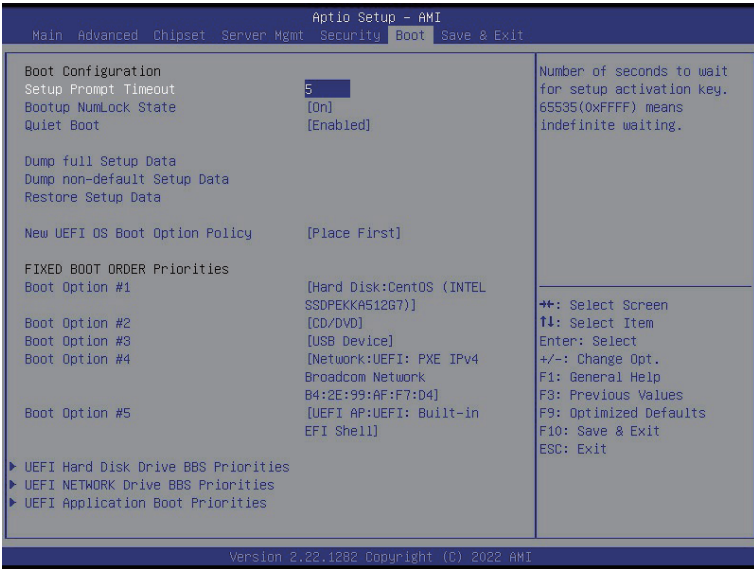 Aptio Setup – AMI
Main Advanced Chipset Server Mgmt Security Boot Save & Exit
Boot Configuration
Setup Prompt Timeout 5
Bootup NumLock State [On]
Quiet Boot [Enabled]
Dump full Setup Data
Dump non-default Setup Data
Restore Setup Data
New UEFI OS Boot Option Policy [Place First]
FIXED BOOT ORDER Priorities
Boot Option #1 [Hard Disk:CentOS (INTEL
SSDPEKKA512G7)]
Boot Option #2 [CD/DVD]
Boot Option #3 [USB Device]
Boot Option #4 [Network:UEFI: PXE IPv4
Broadcom Network
B4:2E:99:AF:F7:D4]
Boot Option #5 [UEFI AP:UEFI: Built-in
EFI Shell]
UEFI Hard Disk Drive BBS Priorities
UEFI NETWORK Drive BBS Priorities
UEFI Application Boot Priorities
Number of seconds to wait
for setup activation key.
65535(0xFFFF) means
indefinite waiting.
→←: Select Screen
↑↓: Select Item
Enter: Select
+/-: Change Opt.
F1: General Help
F3: Previous Values
F9: Optimized Defaults
F10: Save & Exit
ESC: Exit
Version 2.22.1282 Copyright (C) 2022 AMI